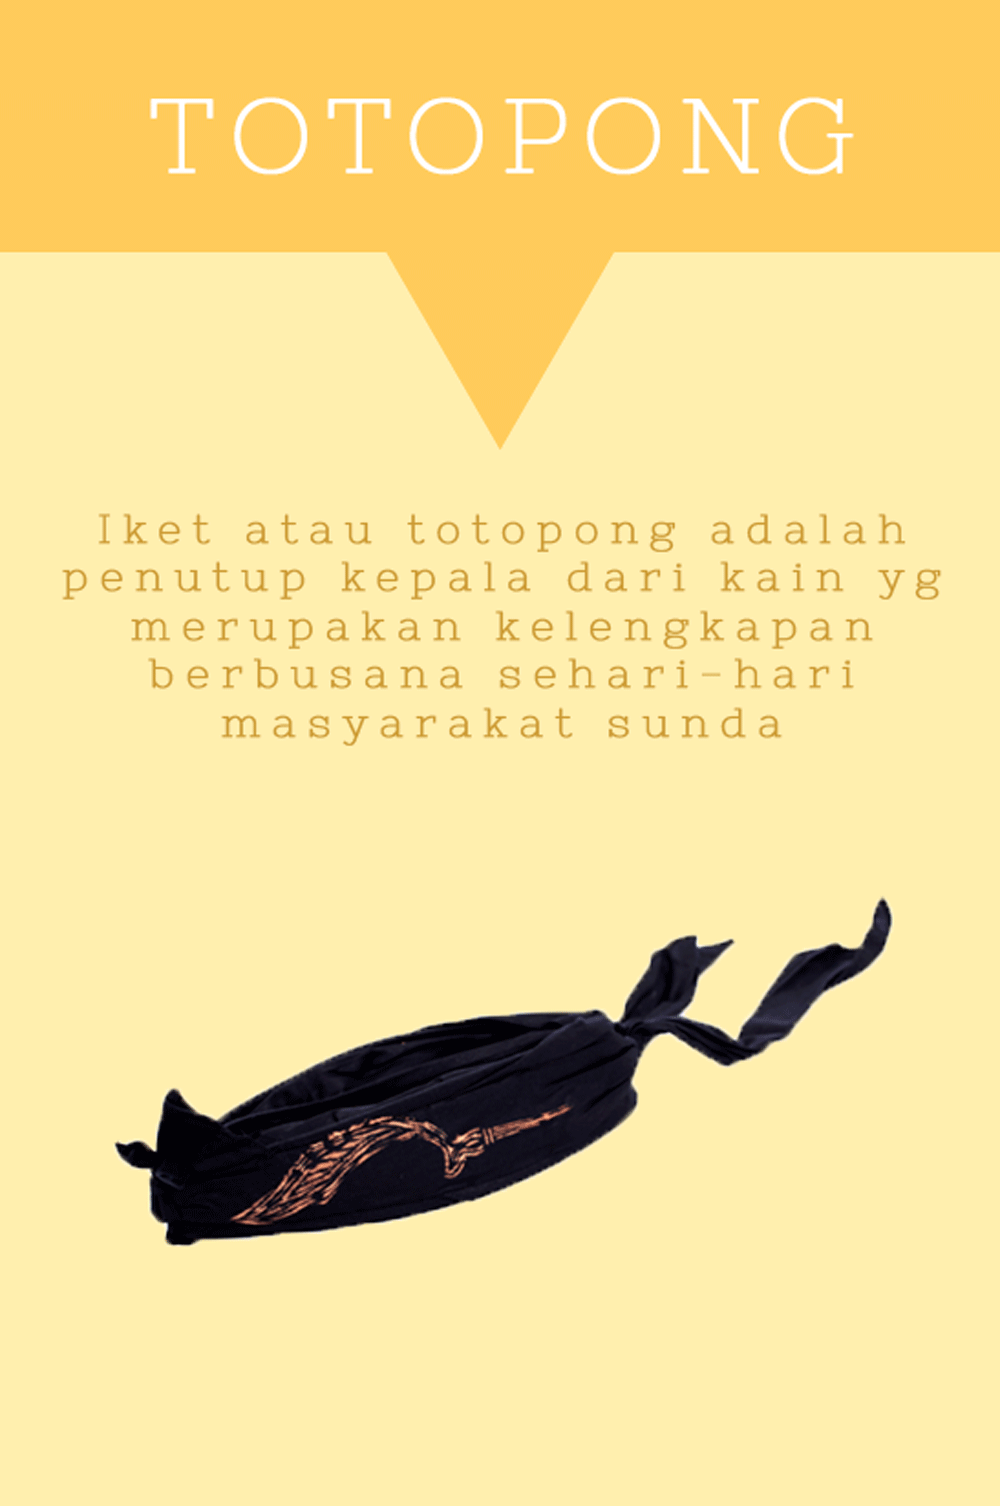 TOTOPONG
Iket atau totopong adalah
penutup kepala dari kain yg
merupakan kelengkapan
berbusana sehari-hari
masyarakat sunda